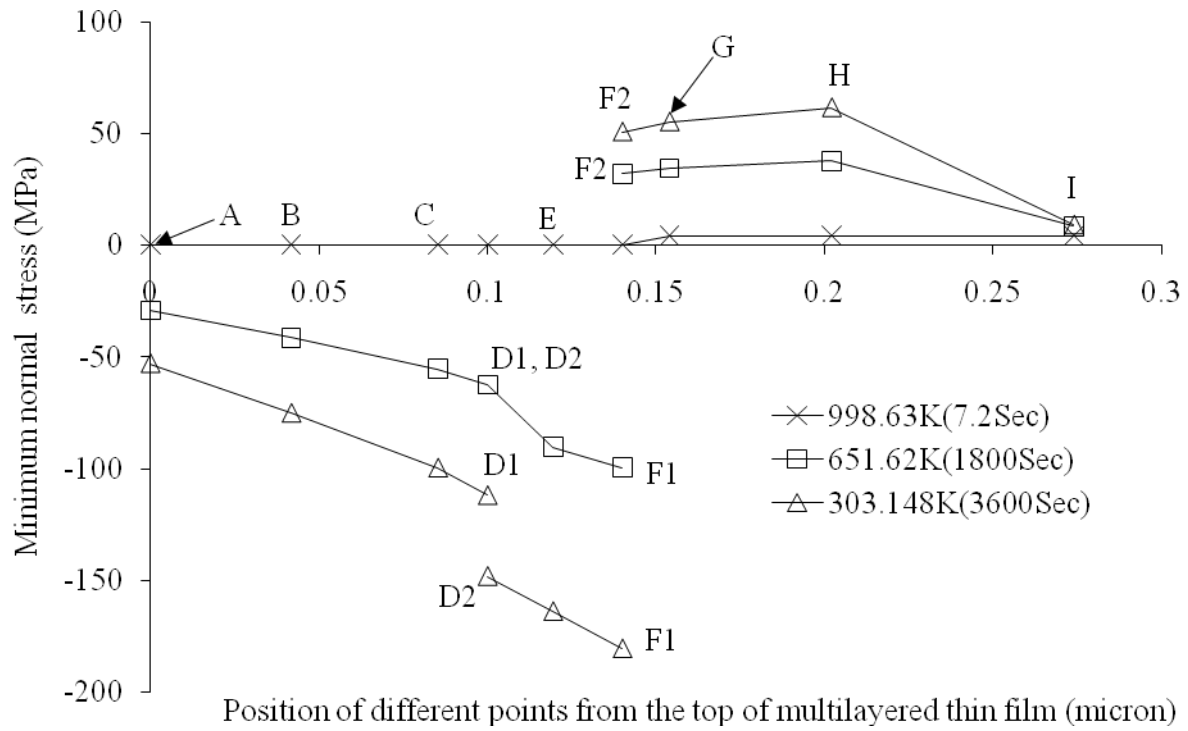 100
50
0
-50
-100
-150
-200
Minimum normal stress (MPa)
0
0.05
0.1
0.15
0.2
0.25
0.3
Position of different points from the top of multilayered thin film (micron)
A
B
C
E
F2
F2
G
H
I
D1, D2
D1
D2
F1
F1
998.63K(7.2Sec)
651.62K(1800Sec)
303.148K(3600Sec)